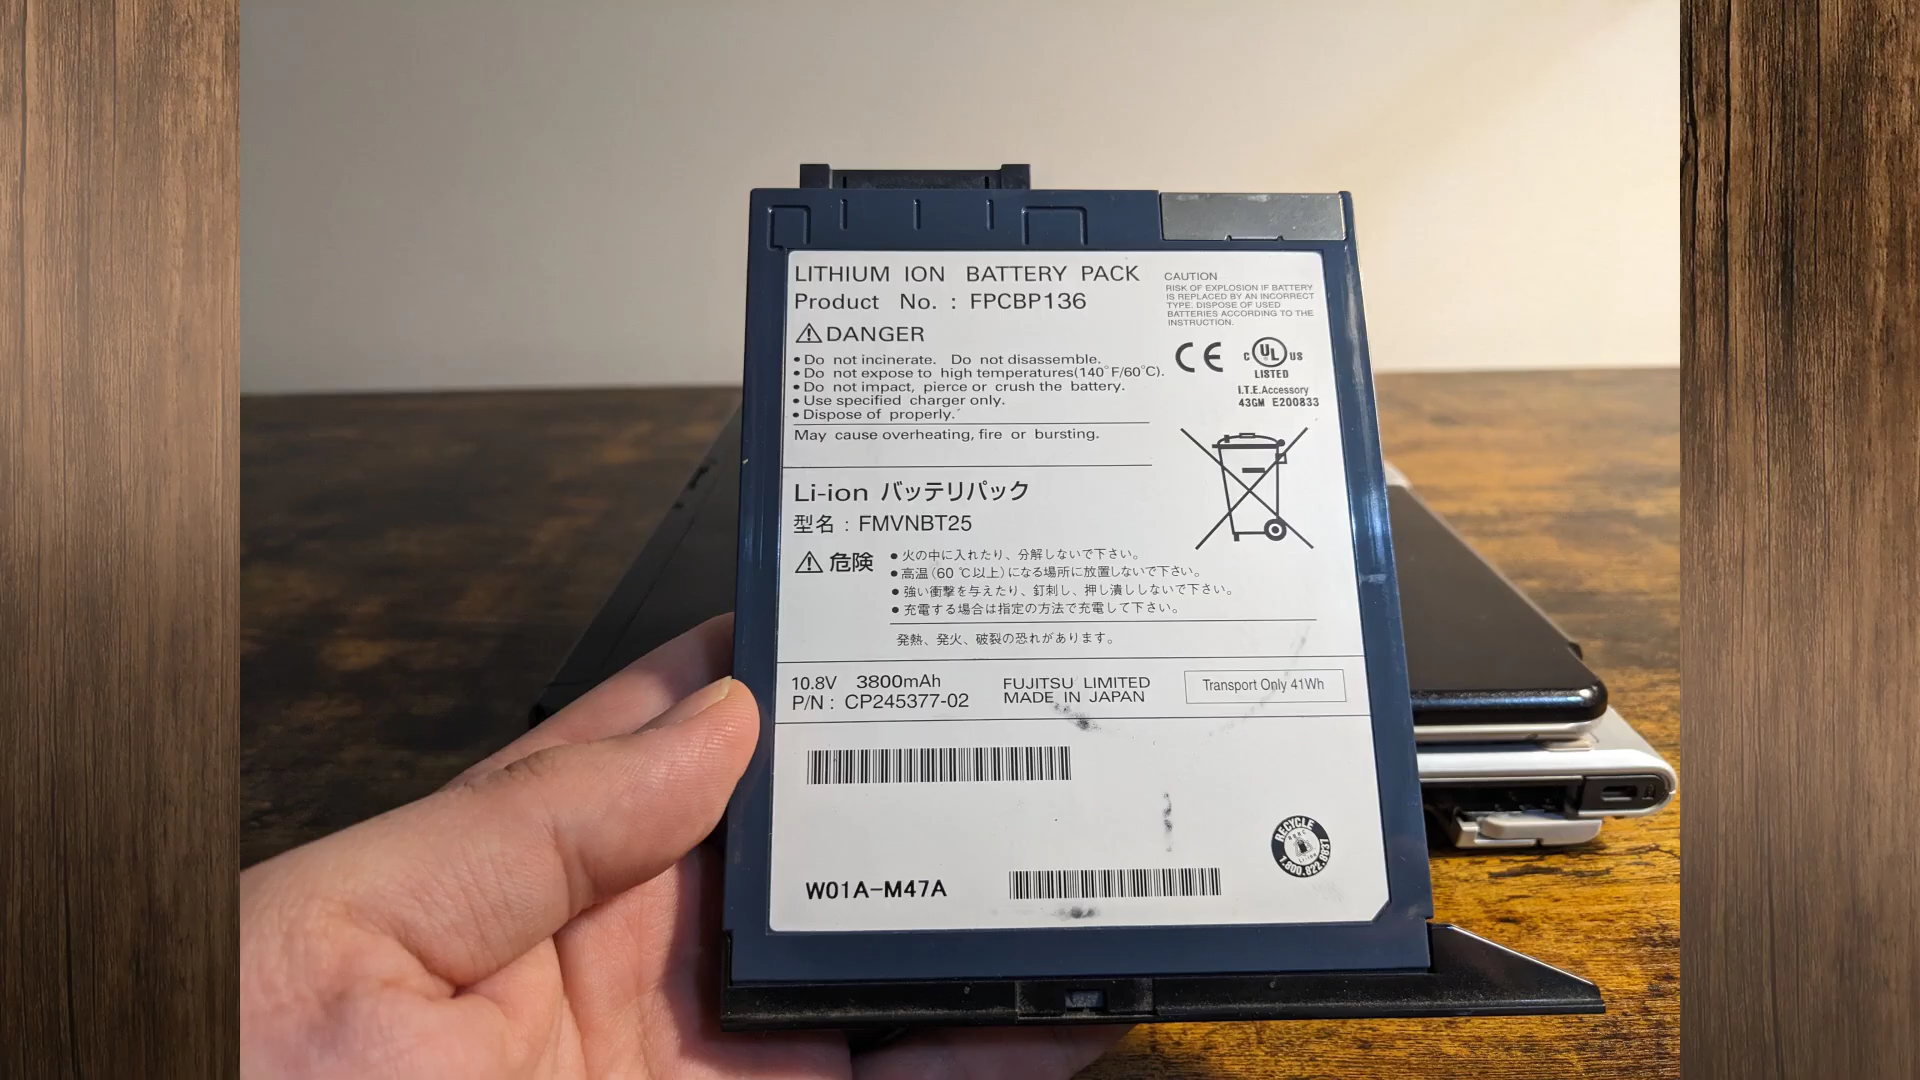 LITHIUM ION BATTERY PACK
Product No. : FPCBP136
⚠DANGER
• Do not incinerate. Do not disassemble.
• Do not expose to high temperatures(140°F/60°C).
• Do not impact, pierce or crush the battery.
• Use specified charger only.
• Dispose of properly.
May cause overheating, fire or bursting.
CAUTION
RISK OF EXPLOSION IF BATTERY
IS REPLACED BY AN INCORRECT
TYPE. DISPOSE OF USED
BATTERIES ACCORDING TO THE
INSTRUCTION.
CE
C UL US
LISTED
I.T.E.Accessory
43GM E200833
Li-ion バッテリパック
型名 : FMVNBT25
⚠ 危険
● 火の中に入れたり、分解しないで下さい。
● 高温(60 ℃以上)になる場所に放置しないで下さい。
● 強い衝撃を与えたり、釘刺し、押し潰ししないで下さい。
● 充電する場合は指定の方法で充電して下さい。
発熱、発火、破裂の恐れがあります。
10.8V 3800mAh
P/N : CP245377-02
FUJITSU LIMITED
MADE IN JAPAN
Transport Only 41Wh
W01A-M47A
RECYCLE
RBRC
Li-ion
1.800.822.8837